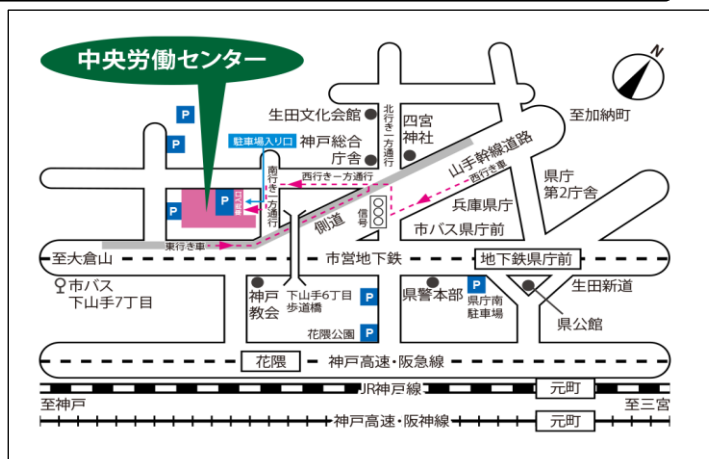 中央労働センター
N
生田文化会館
北行き一方通行
四宮
神社
至加納町
P
P
駐車場入り口
神戸総合
庁舎
山手幹線道路
西行き車
県庁
第2庁舎
南行き一方通行
西行き一方通行
P
P
信号
側道
兵庫県庁
市バス県庁前
東行き車
至大倉山
市営地下鉄
地下鉄県庁前
市バス
下山手7丁目
神戸
教会
下山手6丁目
歩道橋
P
県警本部
P
県庁南
駐車場
生田新道
県公館
花隈公園
P
花隈
神戸高速・阪急線
JR神戸線
元町
至神戸
至三宮
神戸高速・阪神線
元町